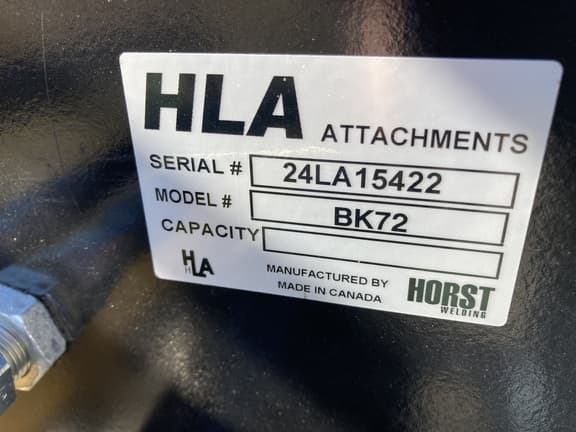 HLA ATTACHMENTS
SERIAL # 24LA15422
MODEL # BK72
CAPACITY
HLA
MANUFACTURED BY
MADE IN CANADA
HORST
WELDING